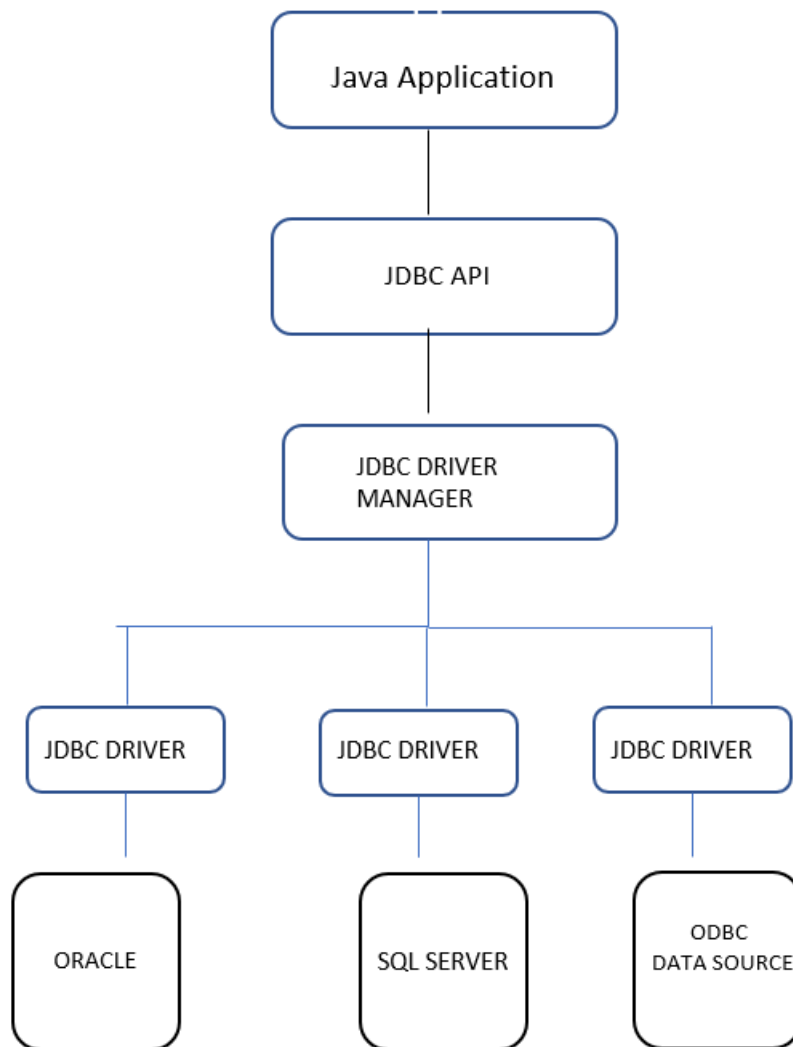 Java Application
JDBC API
JDBC DRIVER
MANAGER
JDBC DRIVER
JDBC DRIVER
JDBC DRIVER
ORACLE
SQL SERVER
ODBC
DATA SOURCE